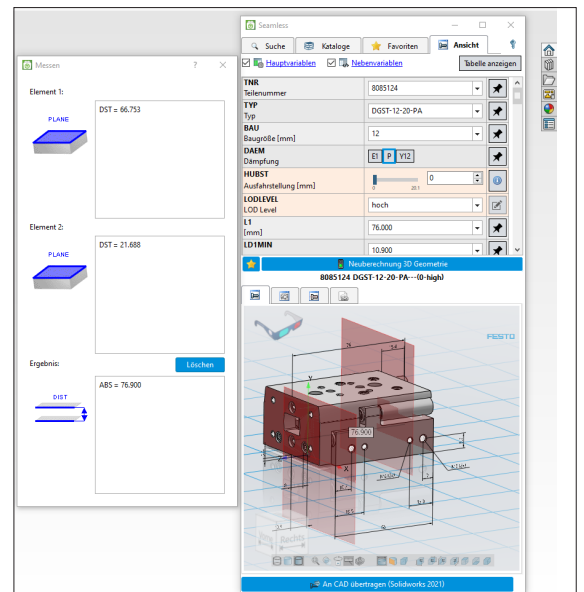 Seamless
Suche
Kataloge
Favoriten
Ansicht
Hauptvariablen
Nebenvariablen
Tabelle anzeigen
TNR
Teilenummer
8085124
TYP
Typ
DGST-12-20-PA
BAU
Baugröße [mm]
12
DAEM
Dämpfung
E1 P Y12
HUBST
Ausfahrstellung [mm]
0
0 20.1
LODLEVEL
LOD Level
hoch
L1
[mm]
76.000
LD1MIN
10.900
Neuberechnung 3D Geometrie
8085124 DGST-12-20-PA---(0-high)
FESTO
Y
76.900
X
Rechts
An CAD übertragen (Solidworks 2021)
Messen
Element 1:
PLANE
DST = 66.753
Element 2:
PLANE
DST = 21.688
Ergebnis:
Löschen
DIST
ABS = 76.900